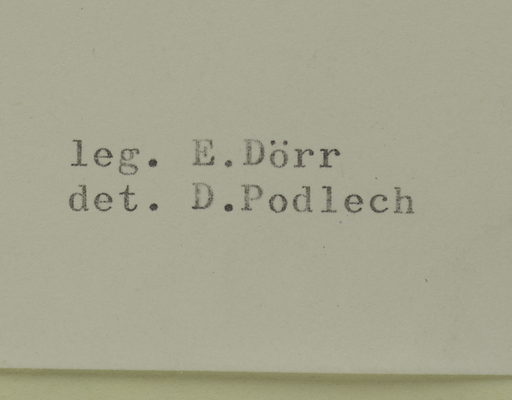 leg. E.Dörr
det. D.Podlech